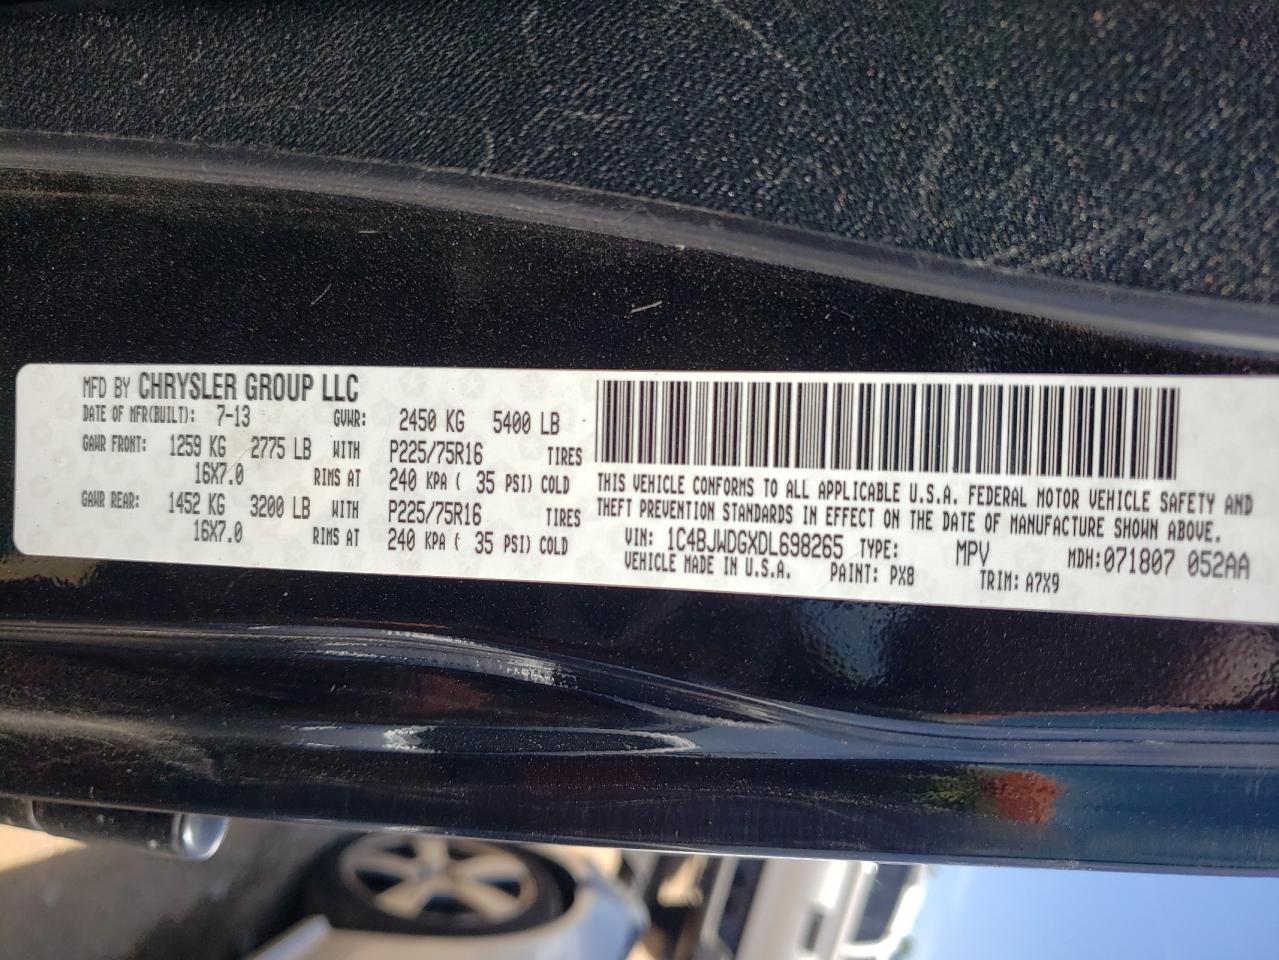 MFD BY CHRYSLER GROUP LLC
DATE OF MFR(BUILT): 7-13 GVWR: 2450 KG 5400 LB
GAWR FRONT: 1259 KG 2775 LB WITH P225/75R16 TIRES
16X7.0 RIMS AT 240 KPA ( 35 PSI) COLD
GAWR REAR: 1452 KG 3200 LB WITH P225/75R16 TIRES
16X7.0 RIMS AT 240 KPA ( 35 PSI) COLD
THIS VEHICLE CONFORMS TO ALL APPLICABLE U.S.A. FEDERAL MOTOR VEHICLE SAFETY AND
THEFT PREVENTION STANDARDS IN EFFECT ON THE DATE OF MANUFACTURE SHOWN ABOVE.
VIN: 1C4BJWDGXDL698265 TYPE: MPV MDH:071807 052AA
VEHICLE MADE IN U.S.A. PAINT: PX8 TRIM: A7X9